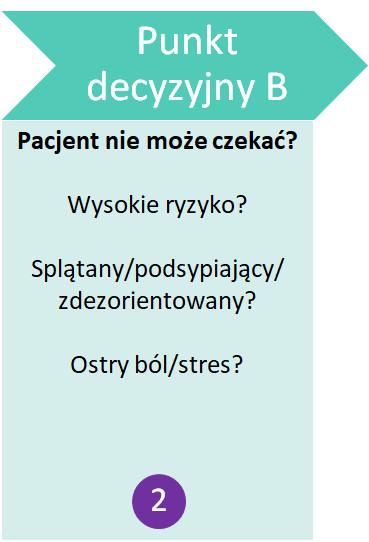 Punkt
decyzyjny B
Pacjent nie może czekać?
Wysokie ryzyko?
Splątany/podsypiający/
zdezorientowany?
Ostry ból/stres?
2